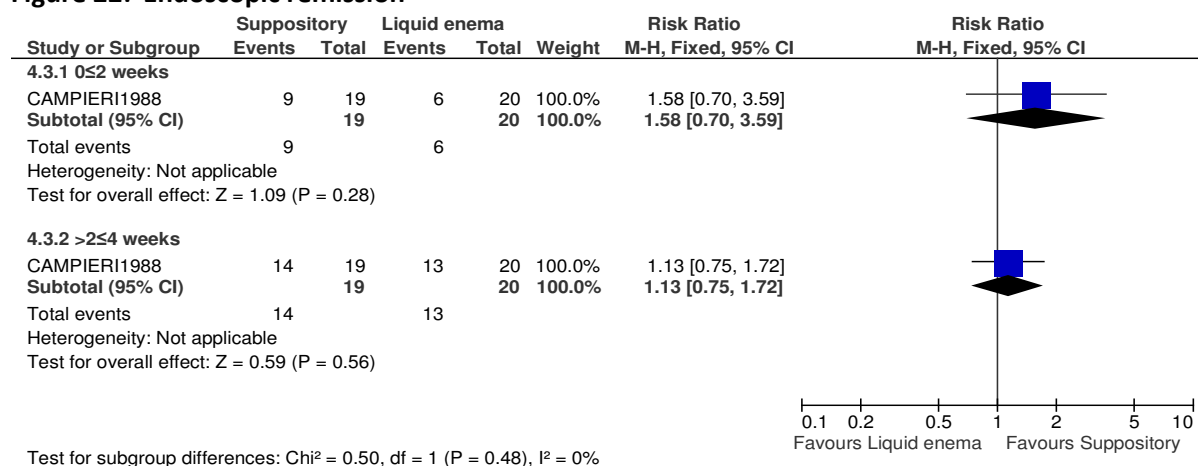 Suppository Liquid enema Risk Ratio Risk Ratio
Study or Subgroup Events Total Events Total Weight M-H, Fixed, 95% CI M-H, Fixed, 95% CI
4.3.1 0≤2 weeks
CAMPIERI1988 9 19 6 20 100.0% 1.58 [0.70, 3.59]
Subtotal (95% CI) 19 20 100.0% 1.58 [0.70, 3.59]
Total events 9 6
Heterogeneity: Not applicable
Test for overall effect: Z = 1.09 (P = 0.28)
4.3.2 >2≤4 weeks
CAMPIERI1988 14 19 13 20 100.0% 1.13 [0.75, 1.72]
Subtotal (95% CI) 19 20 100.0% 1.13 [0.75, 1.72]
Total events 14 13
Heterogeneity: Not applicable
Test for overall effect: Z = 0.59 (P = 0.56)
0.1 0.2 0.5 1 2 5 10
Favours Liquid enema Favours Suppository
Test for subgroup differences: Chi² = 0.50, df = 1 (P = 0.48), I² = 0%